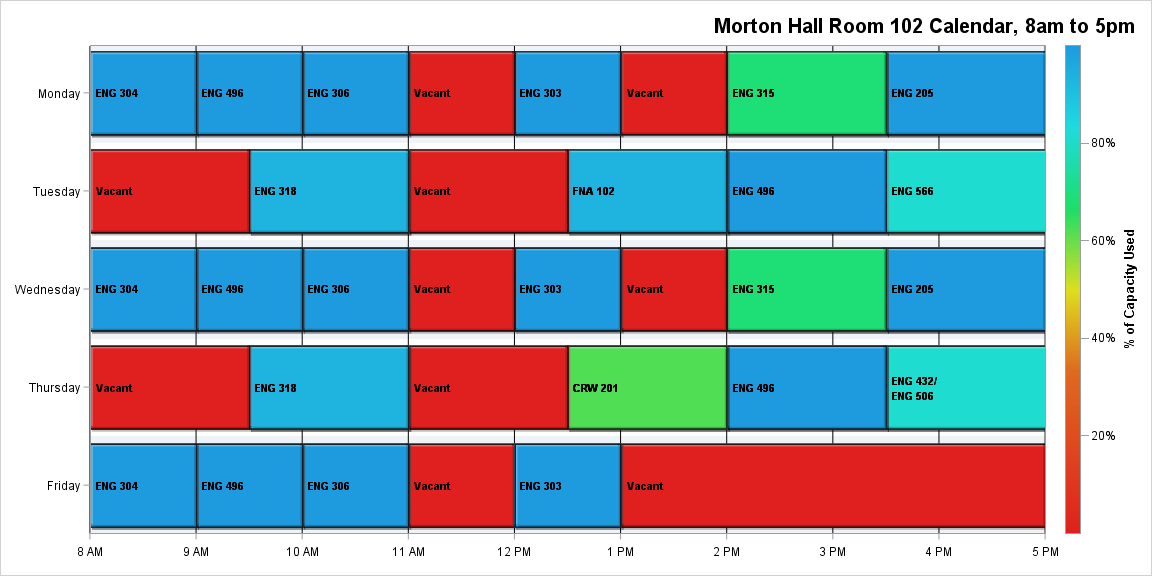 Morton Hall Room 102 Calendar, 8am to 5pm
Monday
ENG 304
ENG 496
ENG 306
Vacant
ENG 303
Vacant
ENG 315
ENG 205
Tuesday
Vacant
ENG 318
Vacant
FNA 102
ENG 496
ENG 566
Wednesday
ENG 304
ENG 496
ENG 306
Vacant
ENG 303
Vacant
ENG 315
ENG 205
Thursday
Vacant
ENG 318
Vacant
CRW 201
ENG 496
ENG 432/
ENG 506
Friday
ENG 304
ENG 496
ENG 306
Vacant
ENG 303
Vacant
8 AM
9 AM
10 AM
11 AM
12 PM
1 PM
2 PM
3 PM
4 PM
5 PM
80%
60%
40%
20%
% of Capacity Used